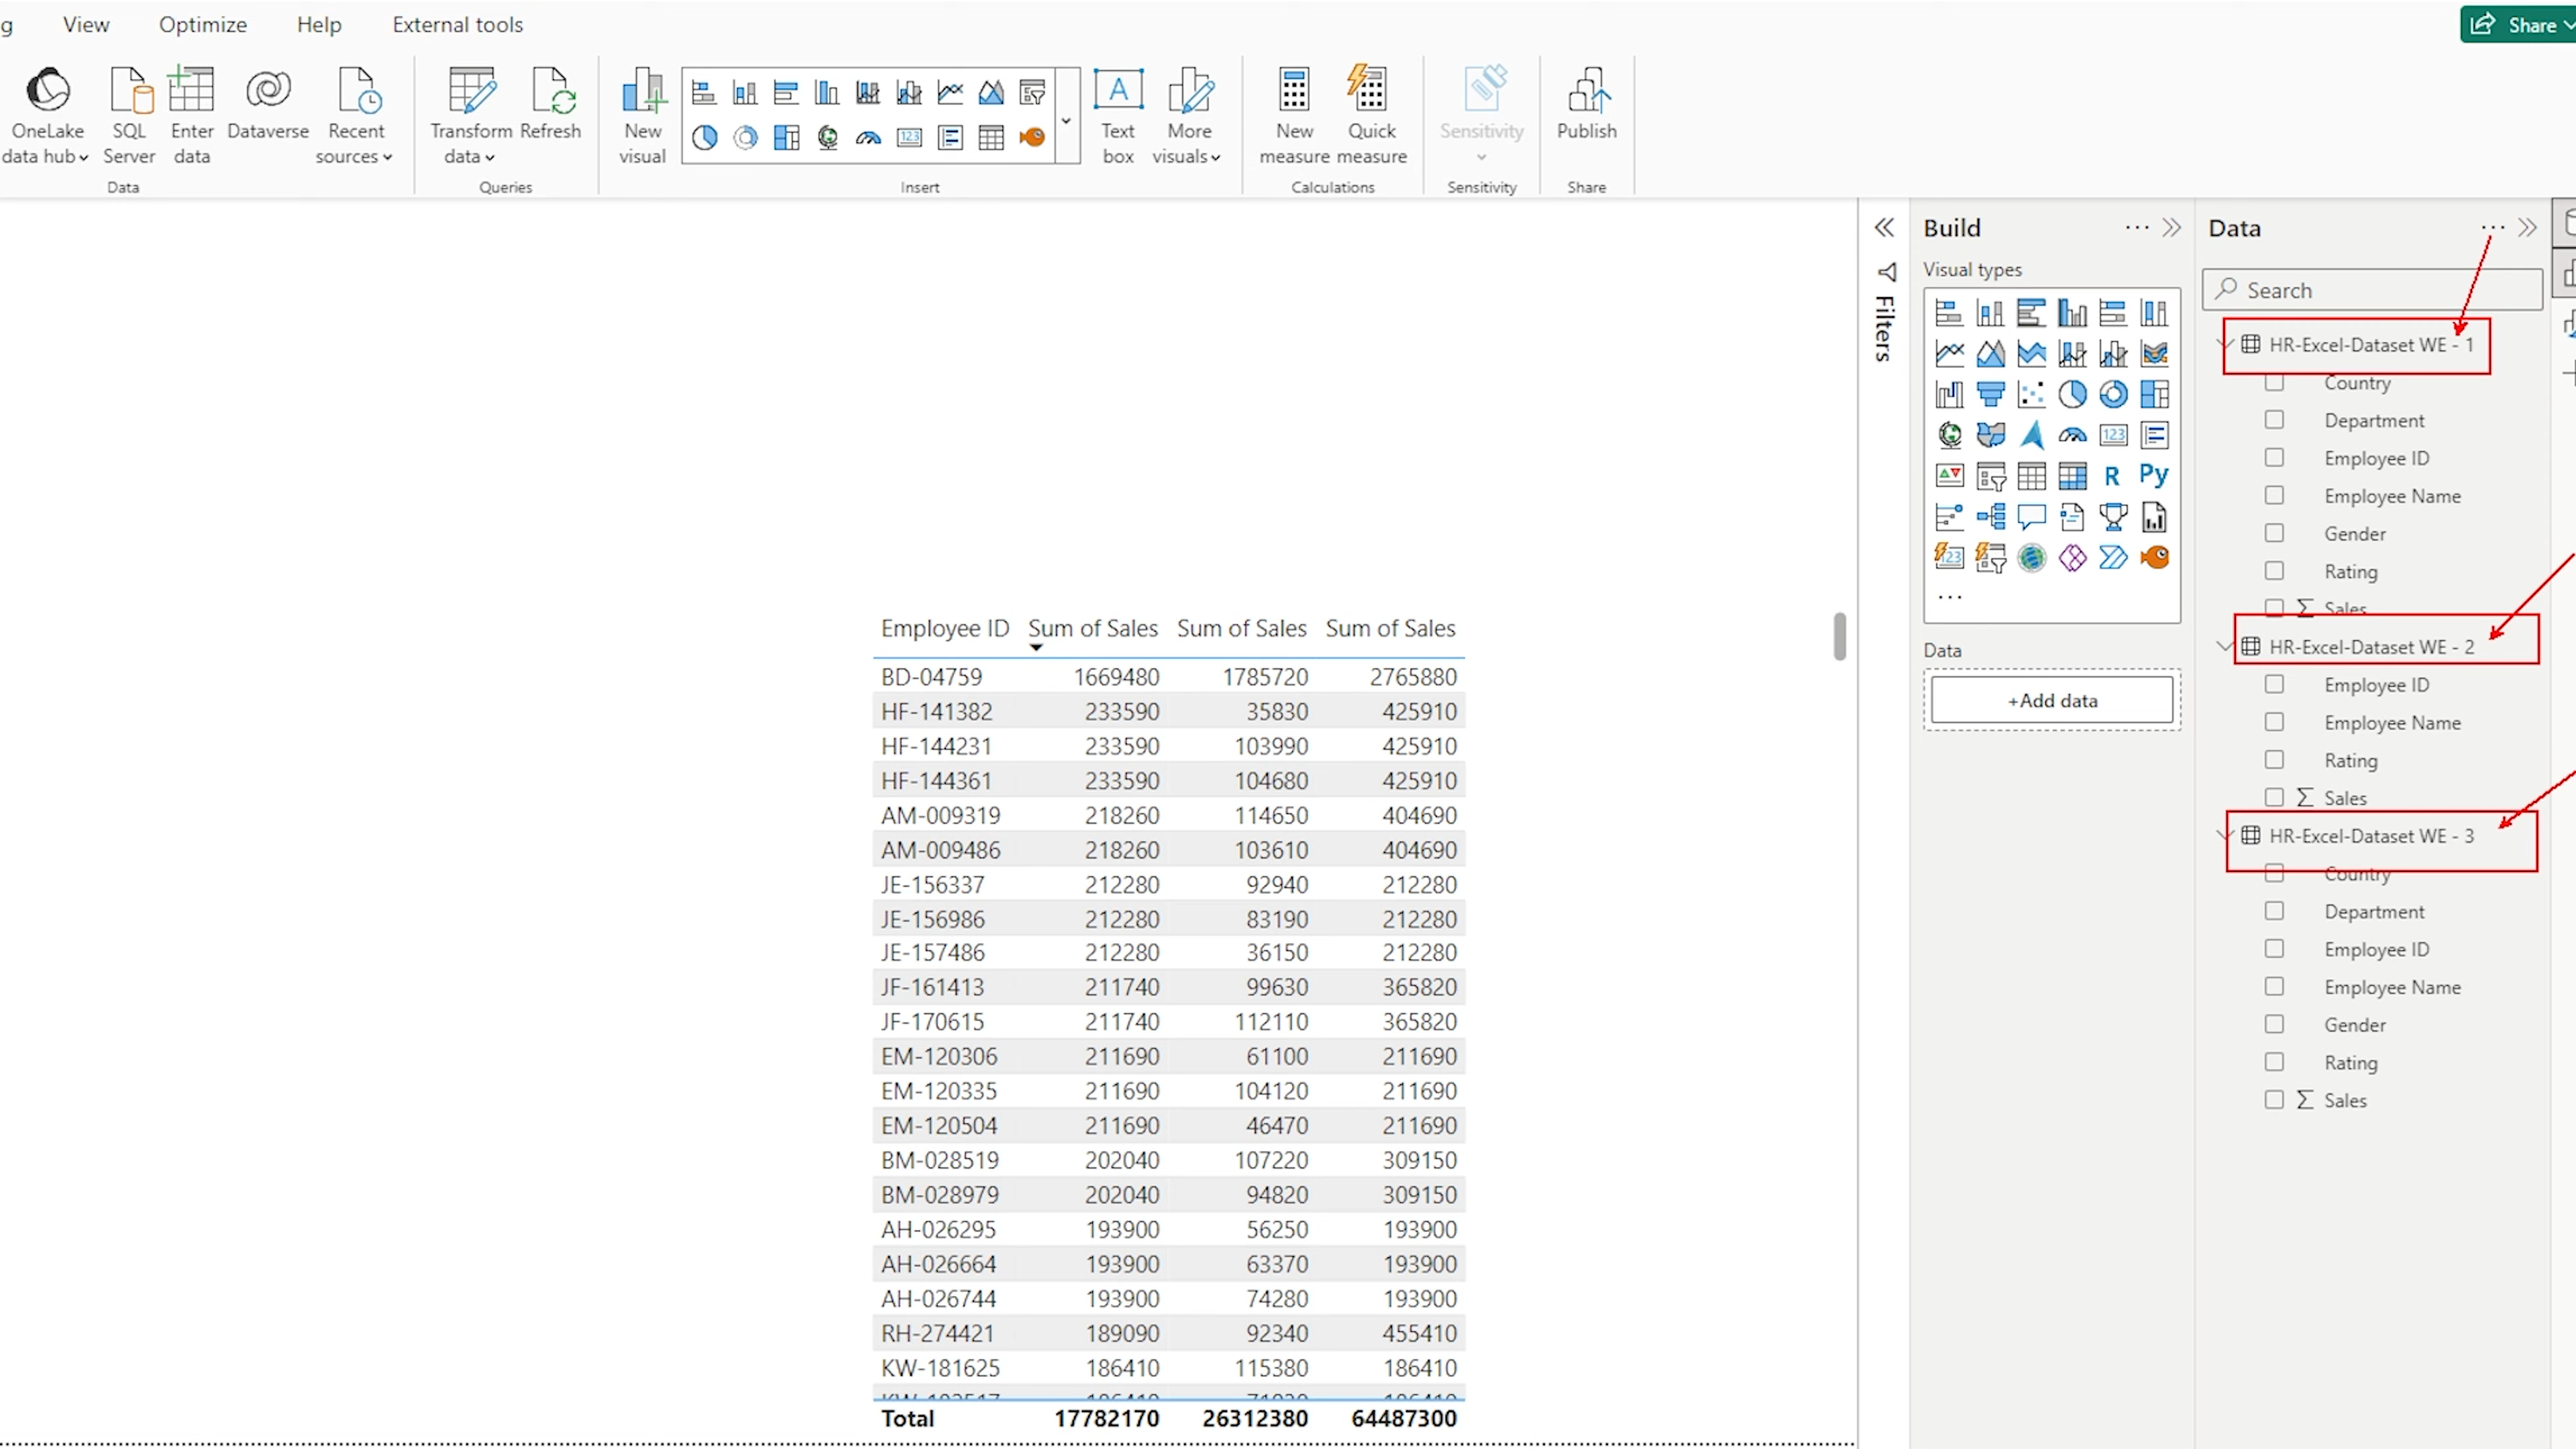 g View Optimize Help External tools Share
OneLake data hub
SQL Server
Enter data
Dataverse
Recent sources
Transform data
Refresh
New visual
123
A
Text box
More visuals
New measure
Quick measure
Sensitivity
Publish
Data Queries Insert Calculations Sensitivity Share
Filters
Build
Visual types
123
R Py
123
Data
+Add data
Data
Search
HR-Excel-Dataset WE - 1
Country
Department
Employee ID
Employee Name
Gender
Rating
Σ Sales
HR-Excel-Dataset WE - 2
Employee ID
Employee Name
Rating
Σ Sales
HR-Excel-Dataset WE - 3
Country
Department
Employee ID
Employee Name
Gender
Rating
Σ Sales
Employee ID Sum of Sales Sum of Sales Sum of Sales
BD-04759 1669480 1785720 2765880
HF-141382 233590 35830 425910
HF-144231 233590 103990 425910
HF-144361 233590 104680 425910
AM-009319 218260 114650 404690
AM-009486 218260 103610 404690
JE-156337 212280 92940 212280
JE-156986 212280 83190 212280
JE-157486 212280 36150 212280
JF-161413 211740 99630 365820
JF-170615 211740 112110 365820
EM-120306 211690 61100 211690
EM-120335 211690 104120 211690
EM-120504 211690 46470 211690
BM-028519 202040 107220 309150
BM-028979 202040 94820 309150
AH-026295 193900 56250 193900
AH-026664 193900 63370 193900
AH-026744 193900 74280 193900
RH-274421 189090 92340 455410
KW-181625 186410 115380 186410
Total 17782170 26312380 64487300